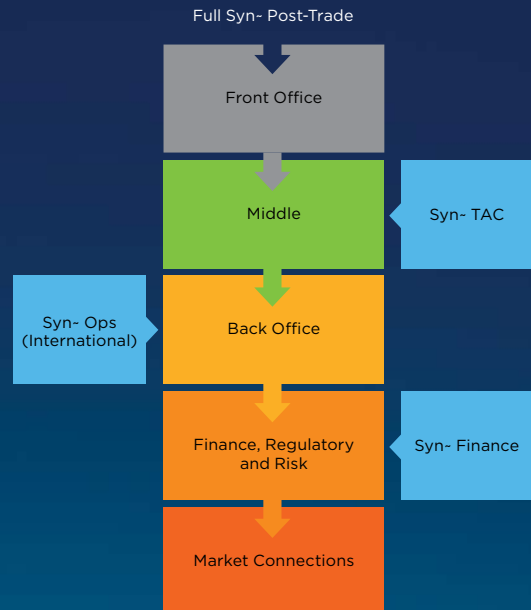 Full Syn~ Post-Trade
Front Office
Middle
Syn~ TAC
Syn~ Ops
(International)
Back Office
Finance, Regulatory
and Risk
Syn~ Finance
Market Connections